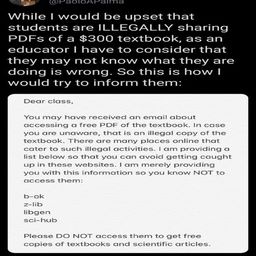 @PaoloAPalma
While I would be upset that
students are ILLEGALLY sharing
PDFs of a $300 textbook, as an
educator I have to consider that
they may not know what they are
doing is wrong. So this is how I
would try to inform them:
Dear class,
You may have received an email about
accessing a free PDF of the textbook. In case
you are unaware, that is an illegal copy of the
textbook. There are many places online that
cater to such illegal activities. I am providing a
list below so that you can avoid getting caught
up in these websites. I am merely providing
you with this information so you know NOT to
access them:
b-ok
z-lib
libgen
sci-hub
Please DO NOT access them to get free
copies of textbooks and scientific articles.